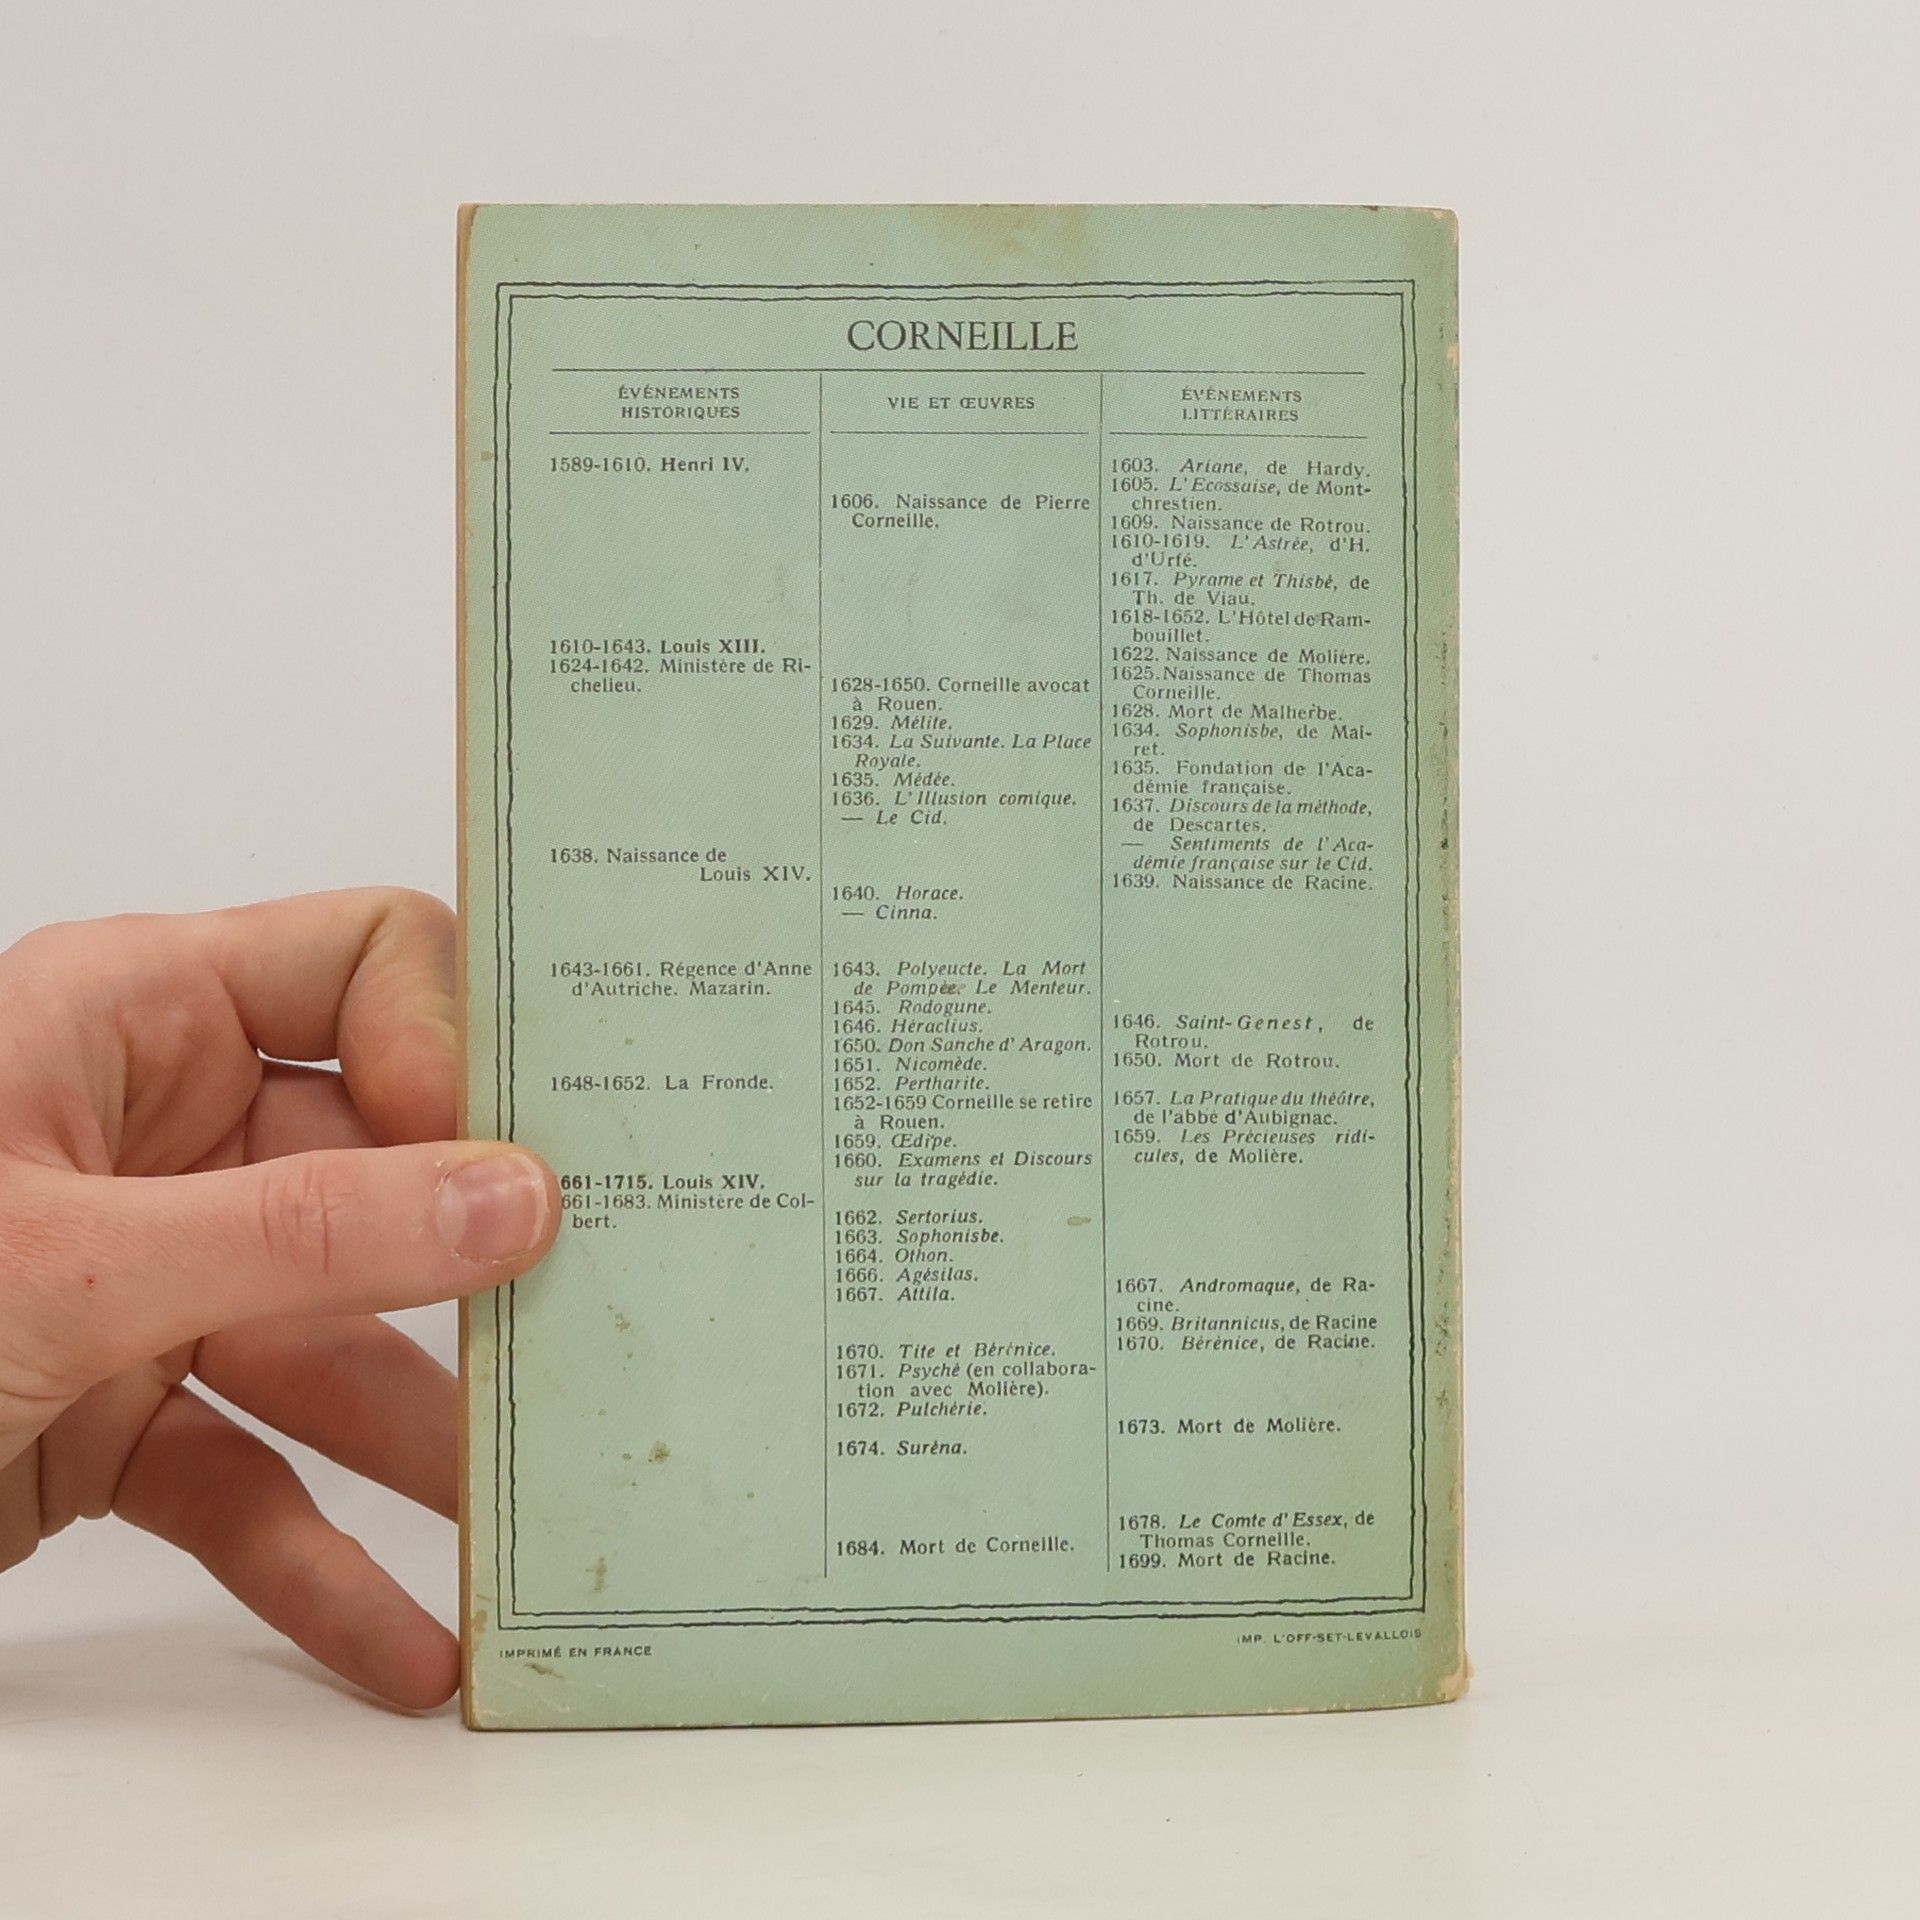 CORNEILLE
ÉVÉNEMENTS
HISTORIQUES
1589-1610. Henri IV.
1610-1643. Louis XIII.
1624-1642. Ministère de Ri-
chelieu.
1638. Naissance de
Louis XIV.
1643-1661. Régence d'Anne
d'Autriche. Mazarin.
1648-1652. La Fronde.
661-1715. Louis XIV.
661-1683. Ministère de Col-
bert.
VIE ET ŒUVRES
1606. Naissance de Pierre
Corneille.
1628-1650. Corneille avocat
à Rouen.
1629. Mélite.
1634. La Suivante. La Place
Royale.
1635. Médée.
1636. L'Illusion comique.
— Le Cid.
1640. Horace.
— Cinna.
1643. Polyeucte. La Mort
de Pompée. Le Menteur.
1645. Rodogune.
1646. Héraclius.
1650. Don Sanche d'Aragon.
1651. Nicomède.
1652. Pertharite.
1652-1659 Corneille se retire
à Rouen.
1659. Œdipe.
1660. Examens et Discours
sur la tragédie.
1662. Sertorius.
1663. Sophonisbe.
1664. Othon.
1666. Agésilas.
1667. Attila.
1670. Tite et Bérénice.
1671. Psyché (en collabora-
tion avec Molière).
1672. Pulchérie.
1674. Suréna.
1684. Mort de Corneille.
ÉVÉNEMENTS
LITTÉRAIRES
1603. Ariane, de Hardy.
1605. L'Ecossaise, de Mont-
chrestien.
1609. Naissance de Rotrou.
1610-1619. L'Astrée, d'H.
d'Urfé.
1617. Pyrame et Thisbé, de
Th. de Viau.
1618-1652. L'Hôtel de Ram-
bouillet.
1622. Naissance de Molière.
1625. Naissance de Thomas
Corneille.
1628. Mort de Malherbe.
1634. Sophonisbe, de Mai-
ret.
1635. Fondation de l'Aca-
démie française.
1637. Discours de la méthode,
de Descartes.
— Sentiments de l'Aca-
démie française sur le Cid.
1639. Naissance de Racine.
1646. Saint-Genest, de
Rotrou.
1650. Mort de Rotrou.
1657. La Pratique du théâtre,
de l'abbé d'Aubignac.
1659. Les Précieuses ridi-
cules, de Molière.
1667. Andromaque, de Ra-
cine.
1669. Britannicus, de Racine
1670. Bérénice, de Racine.
1673. Mort de Molière.
1678. Le Comte d'Essex, de
Thomas Corneille.
1699. Mort de Racine.
IMPRIMÉ EN FRANCE
IMP. L'OFF-SET-LEVALLOIS